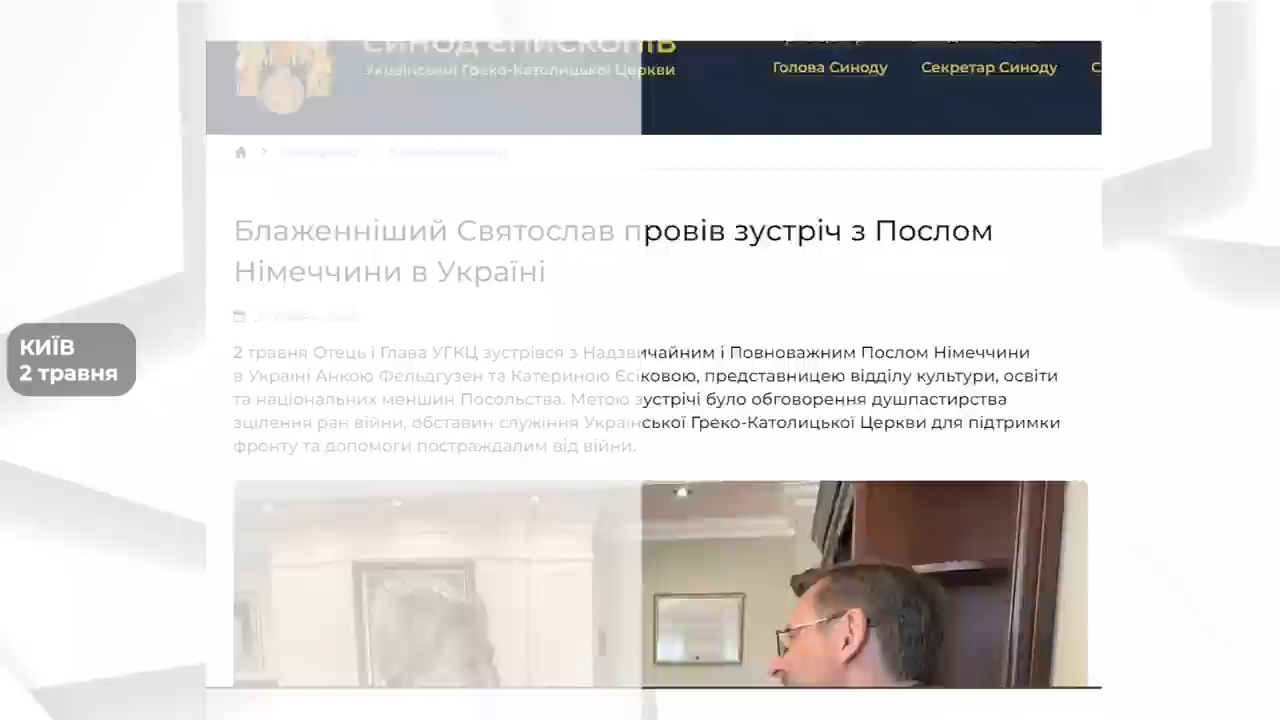 СИНОД ЄПИСКОПІВ
Української Греко-Католицької Церкви
Голова Синоду
Секретар Синоду
Блаженніший Святослав провів зустріч з Послом
Німеччини в Україні
2 травня Отець і Глава УГКЦ зустрівся з Надзвичайним і Повноважним Послом Німеччини
в Україні Анкою Фельдгузен та Катериною Єсіковою, представницею відділу культури, освіти
та національних меншин Посольства. Метою зустрічі було обговорення душпастирства
зцілення ран війни, обставин служіння Української Греко-Католицької Церкви для підтримки
фронту та допомоги постраждалим від війни.
КИЇВ
2 травня